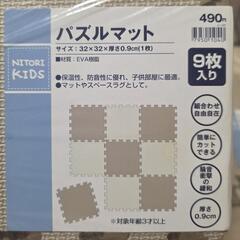 NITORI
KiDS
パズルマット
490円
サイズ：32×32×厚さ0.9cm(1枚)
■材質：EVA樹脂
9枚
入り
●保温性、防音性に優れ、子供部屋に最適。
●マットやスペースラグとして。
組合わせ
自由自在
簡単に
カット
できる
騒音
衝撃の
緩和
厚さ
0.9cm
※対象年齢3才以上